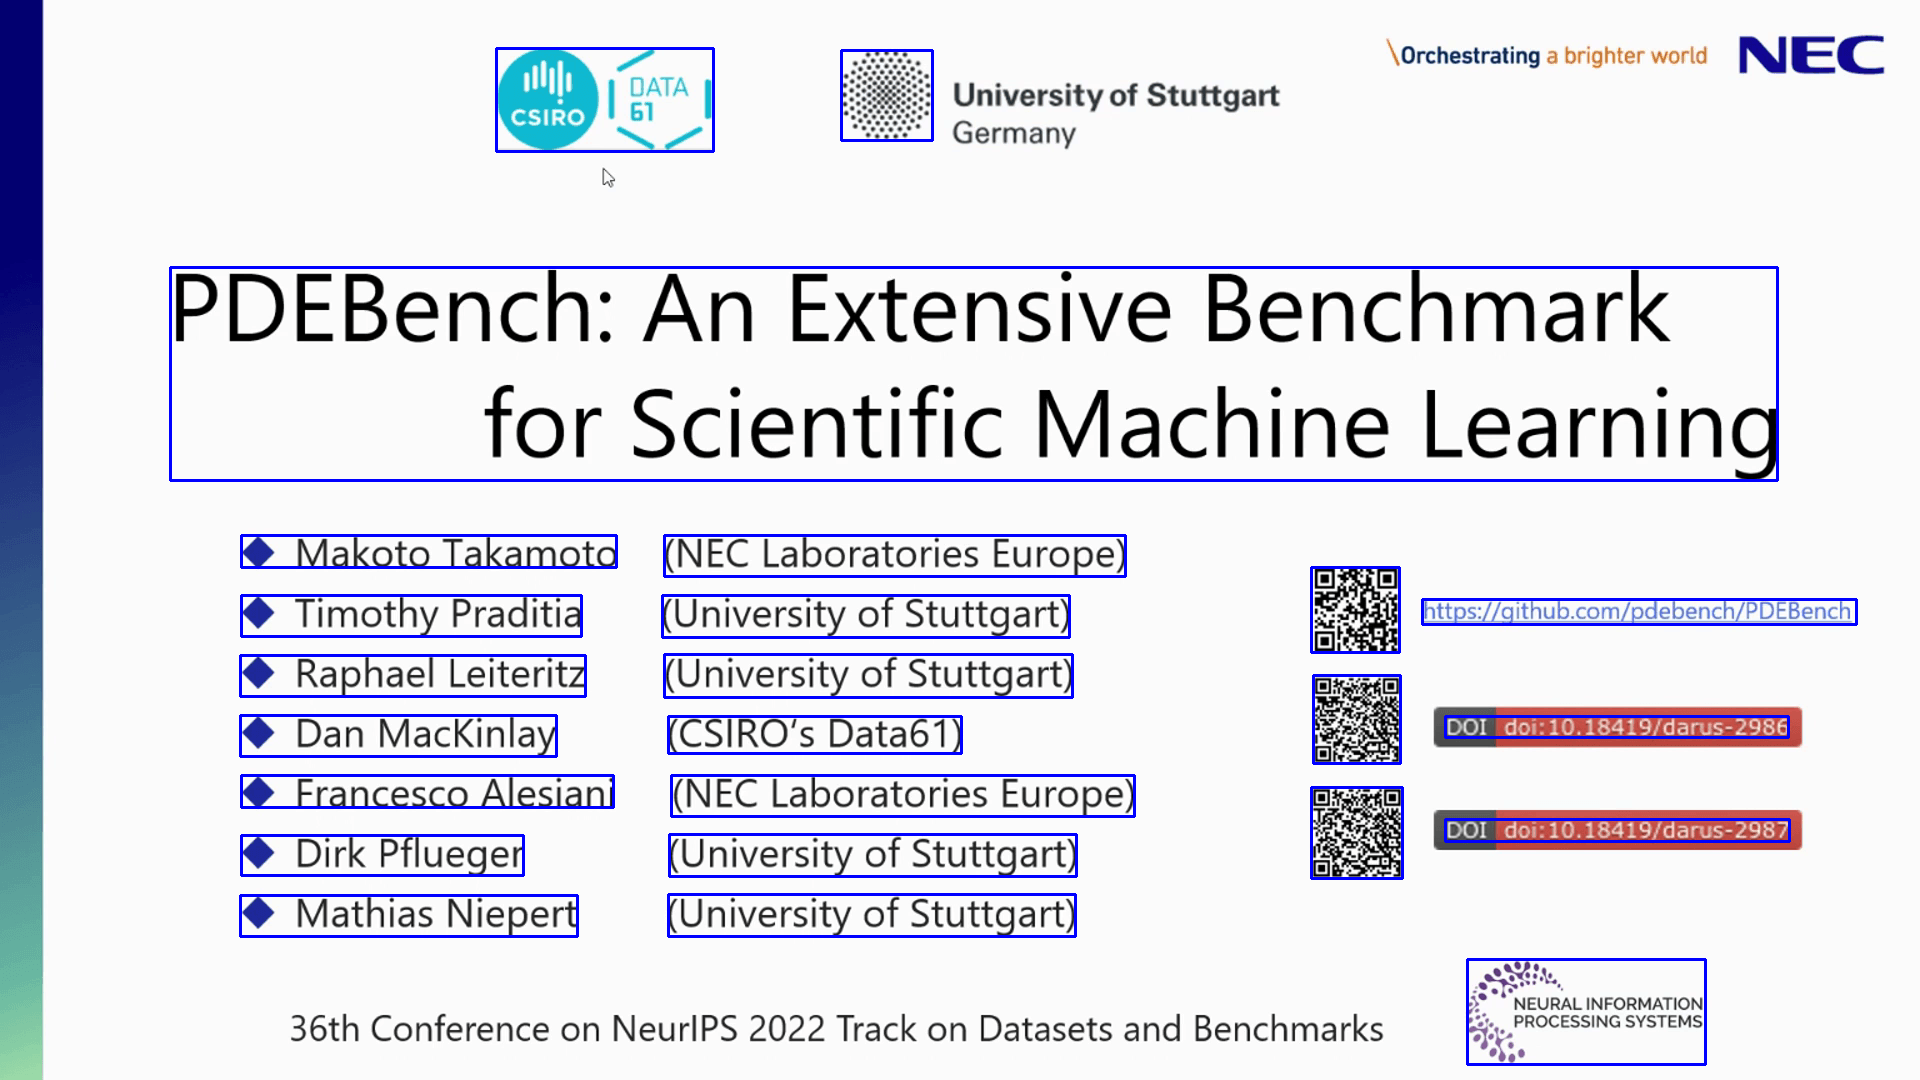 CSIRO
DATA
61
University of Stuttgart
Germany
\Orchestrating a brighter world NEC
PDEBench: An Extensive Benchmark
for Scientific Machine Learning
◆ Makoto Takamoto (NEC Laboratories Europe)
◆ Timothy Praditia (University of Stuttgart)
◆ Raphael Leiteritz (University of Stuttgart)
◆ Dan MacKinlay (CSIRO‘s Data61)
◆ Francesco Alesiani (NEC Laboratories Europe)
◆ Dirk Pflueger (University of Stuttgart)
◆ Mathias Niepert (University of Stuttgart)
https://github.com/pdebench/PDEBench
DOI doi:10.18419/darus-2986
DOI doi:10.18419/darus-2987
36th Conference on NeurIPS 2022 Track on Datasets and Benchmarks
NEURAL INFORMATION
PROCESSING SYSTEMS